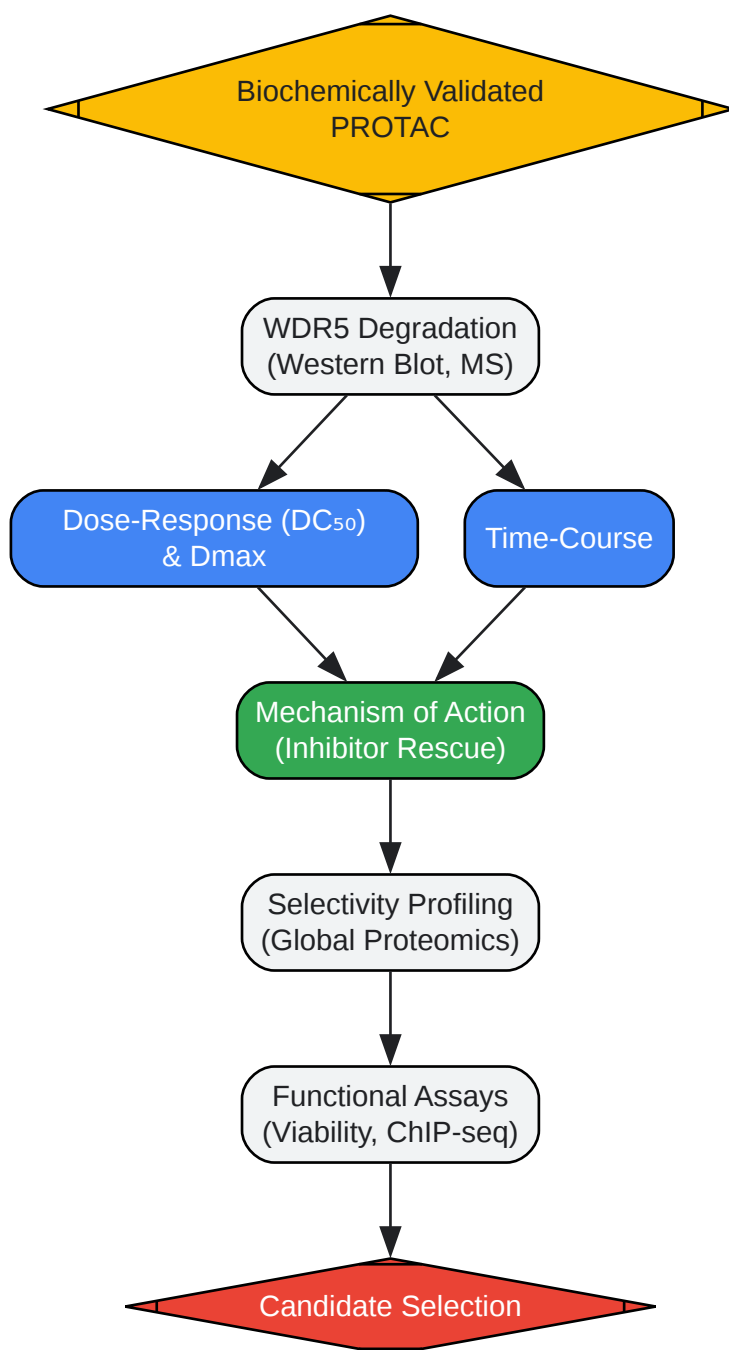 Biochemically Validated
PROTAC
WDR5 Degradation
(Western Blot, MS)
Dose-Response (DC₅₀)
& Dmax
Time-Course
Mechanism of Action
(Inhibitor Rescue)
Selectivity Profiling
(Global Proteomics)
Functional Assays
(Viability, ChIP-seq)
Candidate Selection